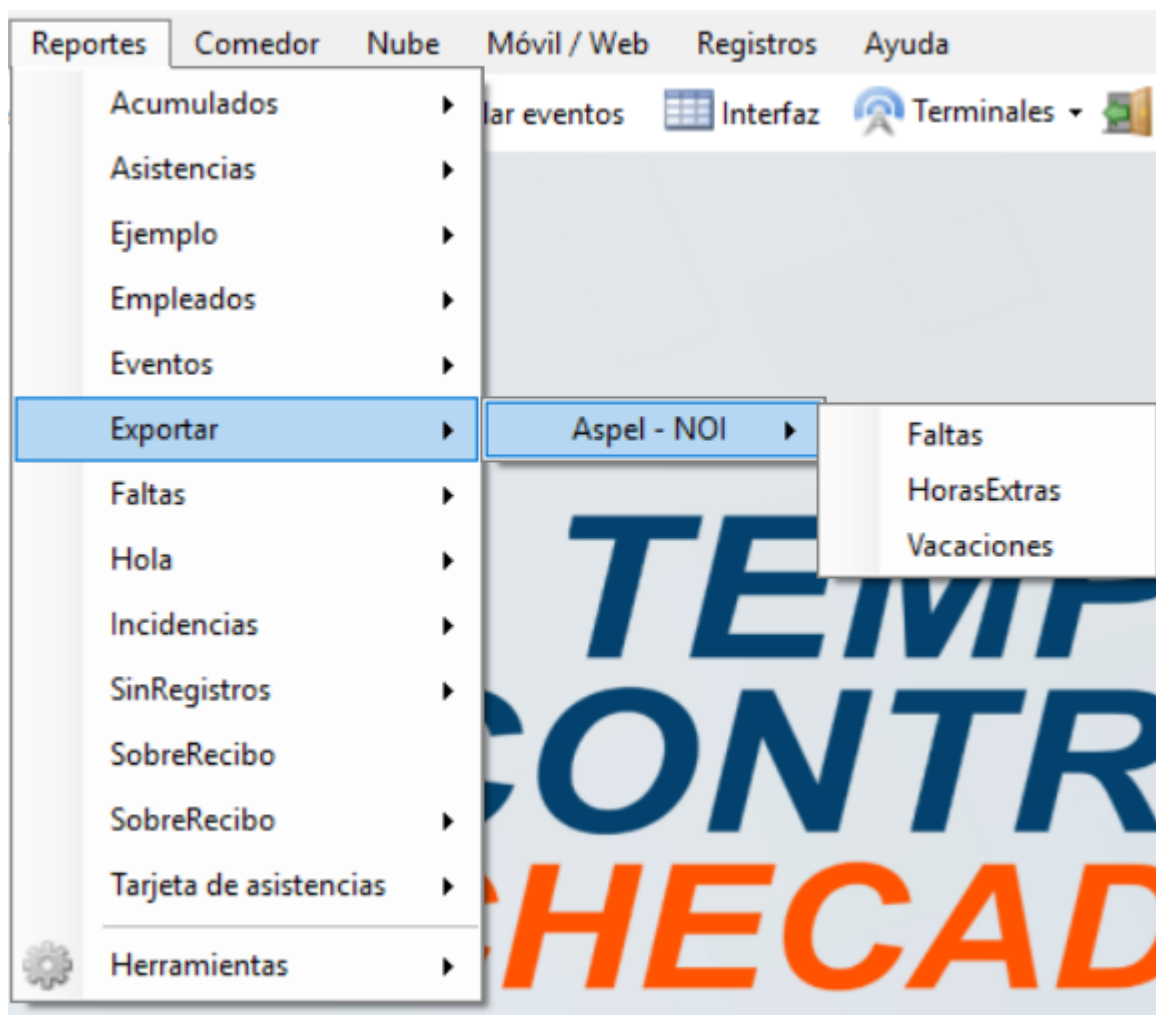 Reportes Comedor Nube Móvil / Web Registros Ayuda
Acumulados
lar eventos Interfaz Terminales
Asistencias
Ejemplo
Empleados
Eventos
Exportar
Aspel - NOI
Faltas
HorasExtras
Vacaciones
Faltas
Hola
Incidencias
SinRegistros
SobreRecibo
SobreRecibo
Tarjeta de asistencias
Herramientas
TEMP
CONTR
CHECAD